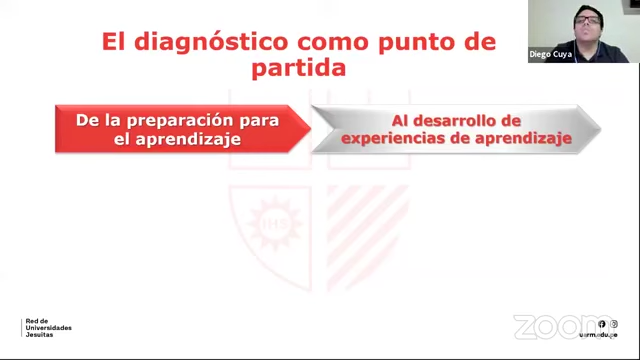 El diagnóstico como punto de
partida
Diego Cuya
De la preparación para
el aprendizaje
Al desarrollo de
experiencias de aprendizaje
IHS
Red de
Universidades
Jesuitas
zoom
uarm.edu.pe